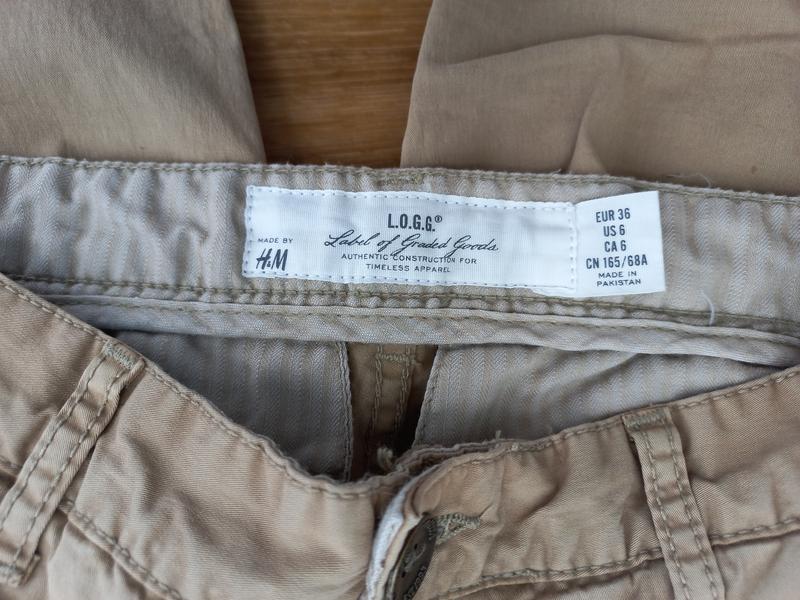 L.O.G.G.®
Label of Graded Goods
MADE BY
H&M
AUTHENTIC CONSTRUCTION FOR
TIMELESS APPAREL
EUR 36
US 6
CA 6
CN 165/68A
MADE IN
PAKISTAN